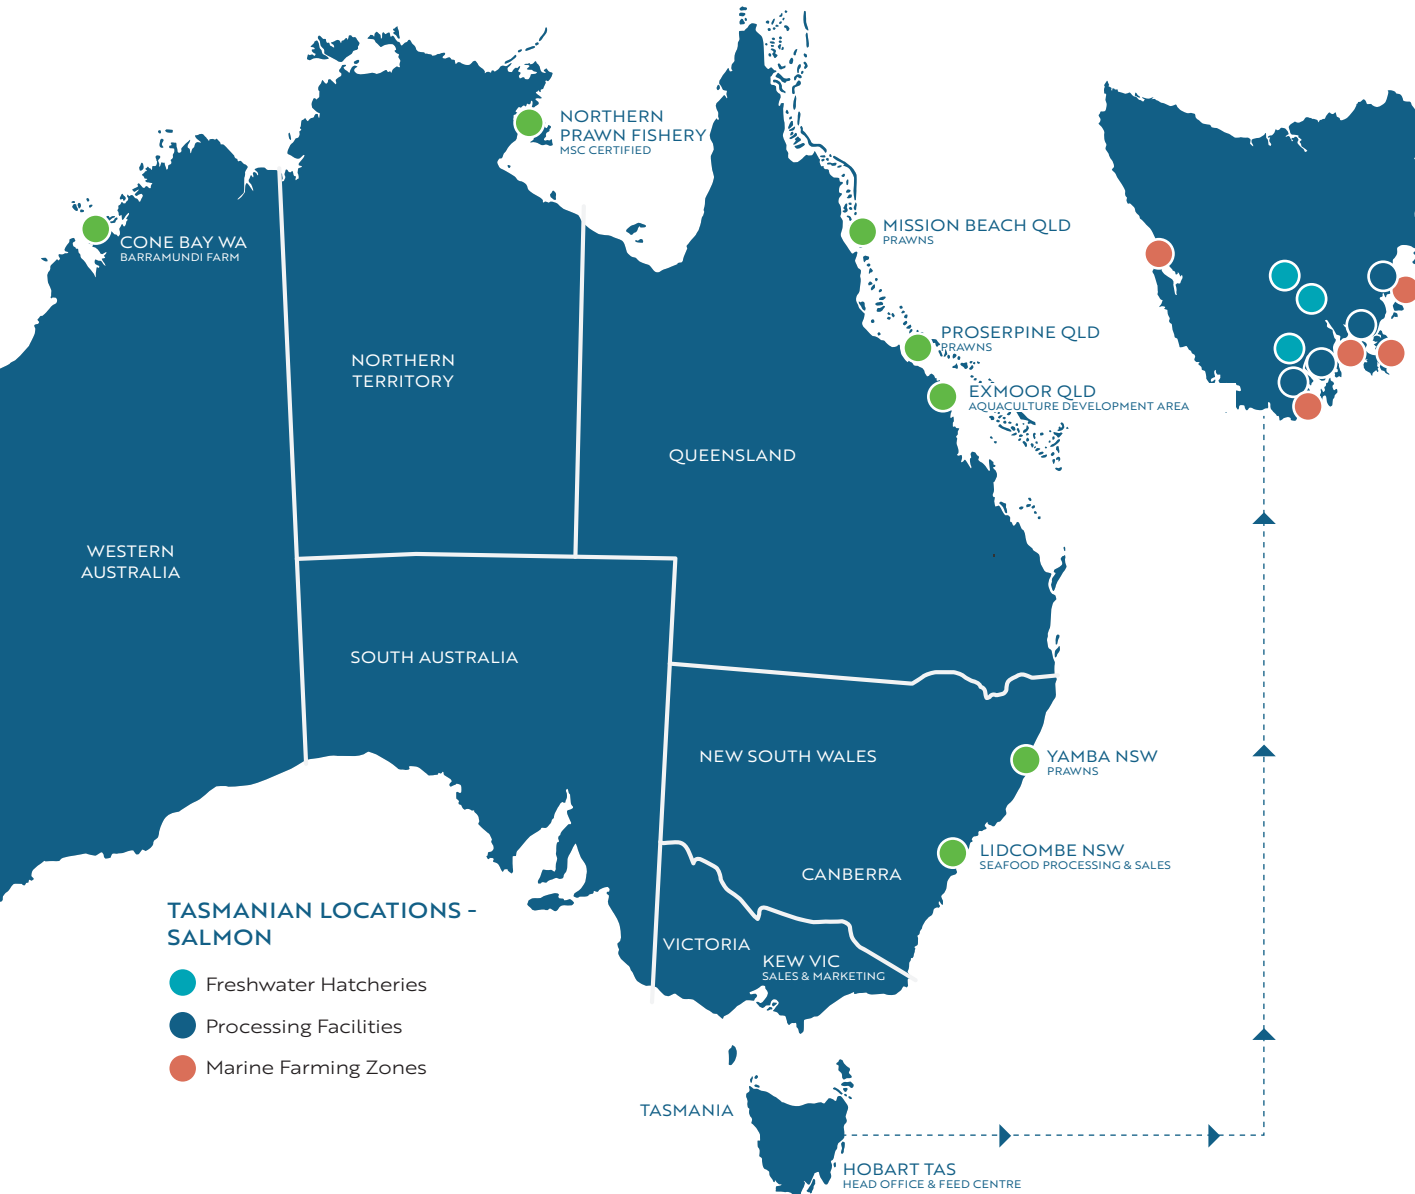 NORTHERN
PRAWN FISHERY
MSC CERTIFIED
CONE BAY WA
BARRAMUNDI FARM
MISSION BEACH QLD
PRAWNS
PROSERPINE QLD
PRAWNS
EXMOOR QLD
AQUACULTURE DEVELOPMENT AREA
NORTHERN
TERRITORY
QUEENSLAND
WESTERN
AUSTRALIA
SOUTH AUSTRALIA
NEW SOUTH WALES
YAMBA NSW
PRAWNS
LIDCOMBE NSW
SEAFOOD PROCESSING & SALES
CANBERRA
VICTORIA
KEW VIC
SALES & MARKETING
TASMANIAN LOCATIONS -
SALMON
Freshwater Hatcheries
Processing Facilities
Marine Farming Zones
TASMANIA
HOBART TAS
HEAD OFFICE & FEED CENTRE